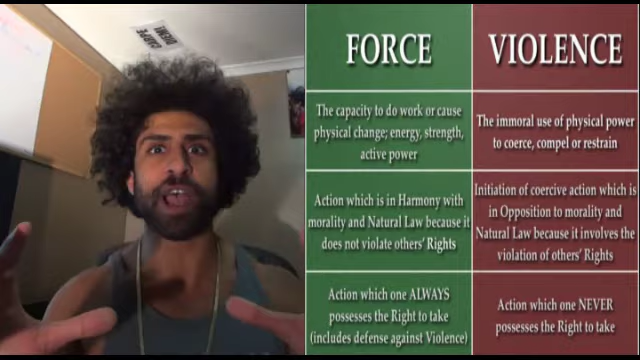 CARPE
DIEM
FORCE
The capacity to do work or cause
physical change; energy, strength,
active power
Action which is in Harmony with
morality and Natural Law because it
does not violate others' Rights
Action which one ALWAYS
possesses the Right to take
(includes defense against Violence)
VIOLENCE
The immoral use of physical power
to coerce, compel or restrain
Initiation of coercive action which is
in Opposition to morality and
Natural Law because it involves the
violation of others' Rights
Action which one NEVER
possesses the Right to take